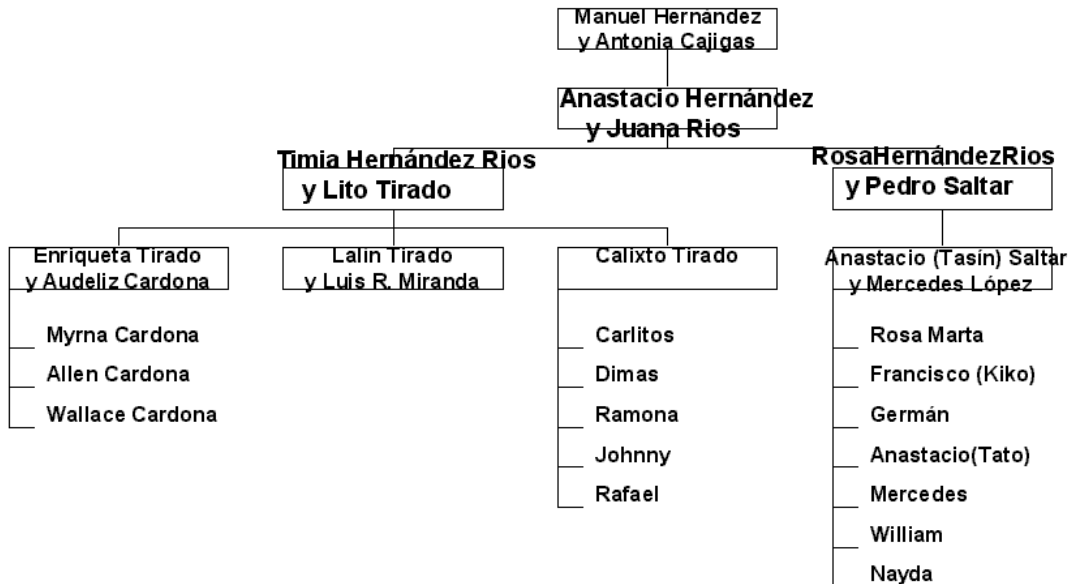 Manuel Hernández
y Antonia Cajigas
Anastacio Hernández
y Juana Rios
Timia Hernández Rios
y Lito Tirado
RosaHernándezRios
y Pedro Saltar
Enriqueta Tirado
y Audeliz Cardona
Myrna Cardona
Allen Cardona
Wallace Cardona
Lalin Tirado
y Luis R. Miranda
Calixto Tirado
Carlitos
Dimas
Ramona
Johnny
Rafael
Anastacio (Tasín) Saltar
y Mercedes López
Rosa Marta
Francisco (Kiko)
Germán
Anastacio(Tato)
Mercedes
William
Nayda